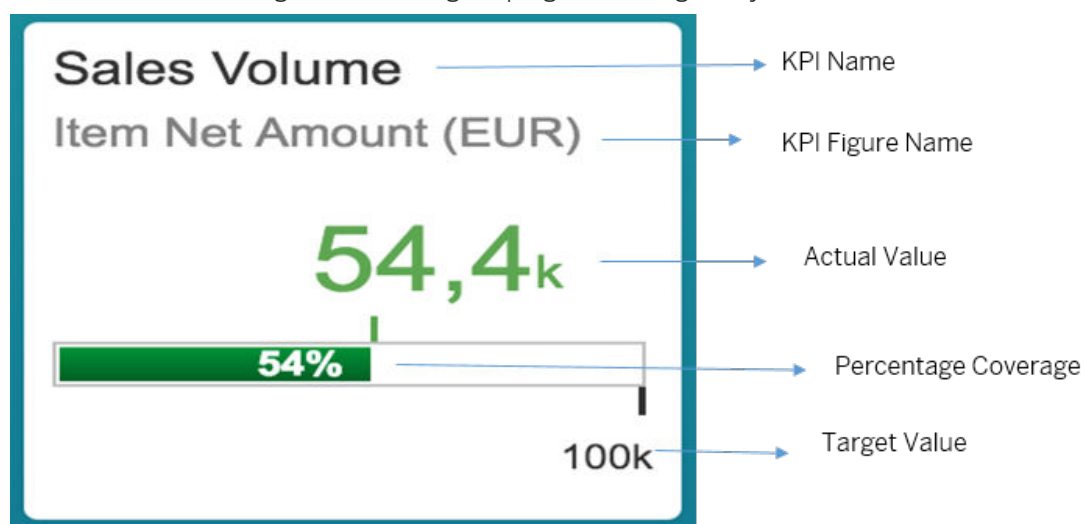 Sales Volume
KPI Name
Item Net Amount (EUR)
KPI Figure Name
54,4k
Actual Value
54%
Percentage Coverage
100k
Target Value